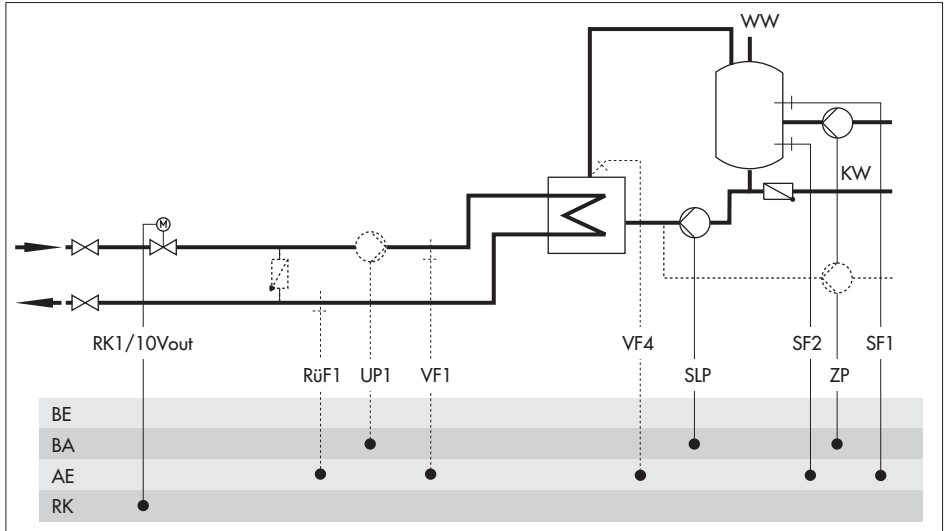 WW
M
KW
RK1/10Vout
VF4
SF2
SF1
RüF1
UP1
VF1
SLP
ZP
BE
BA
AE
RK